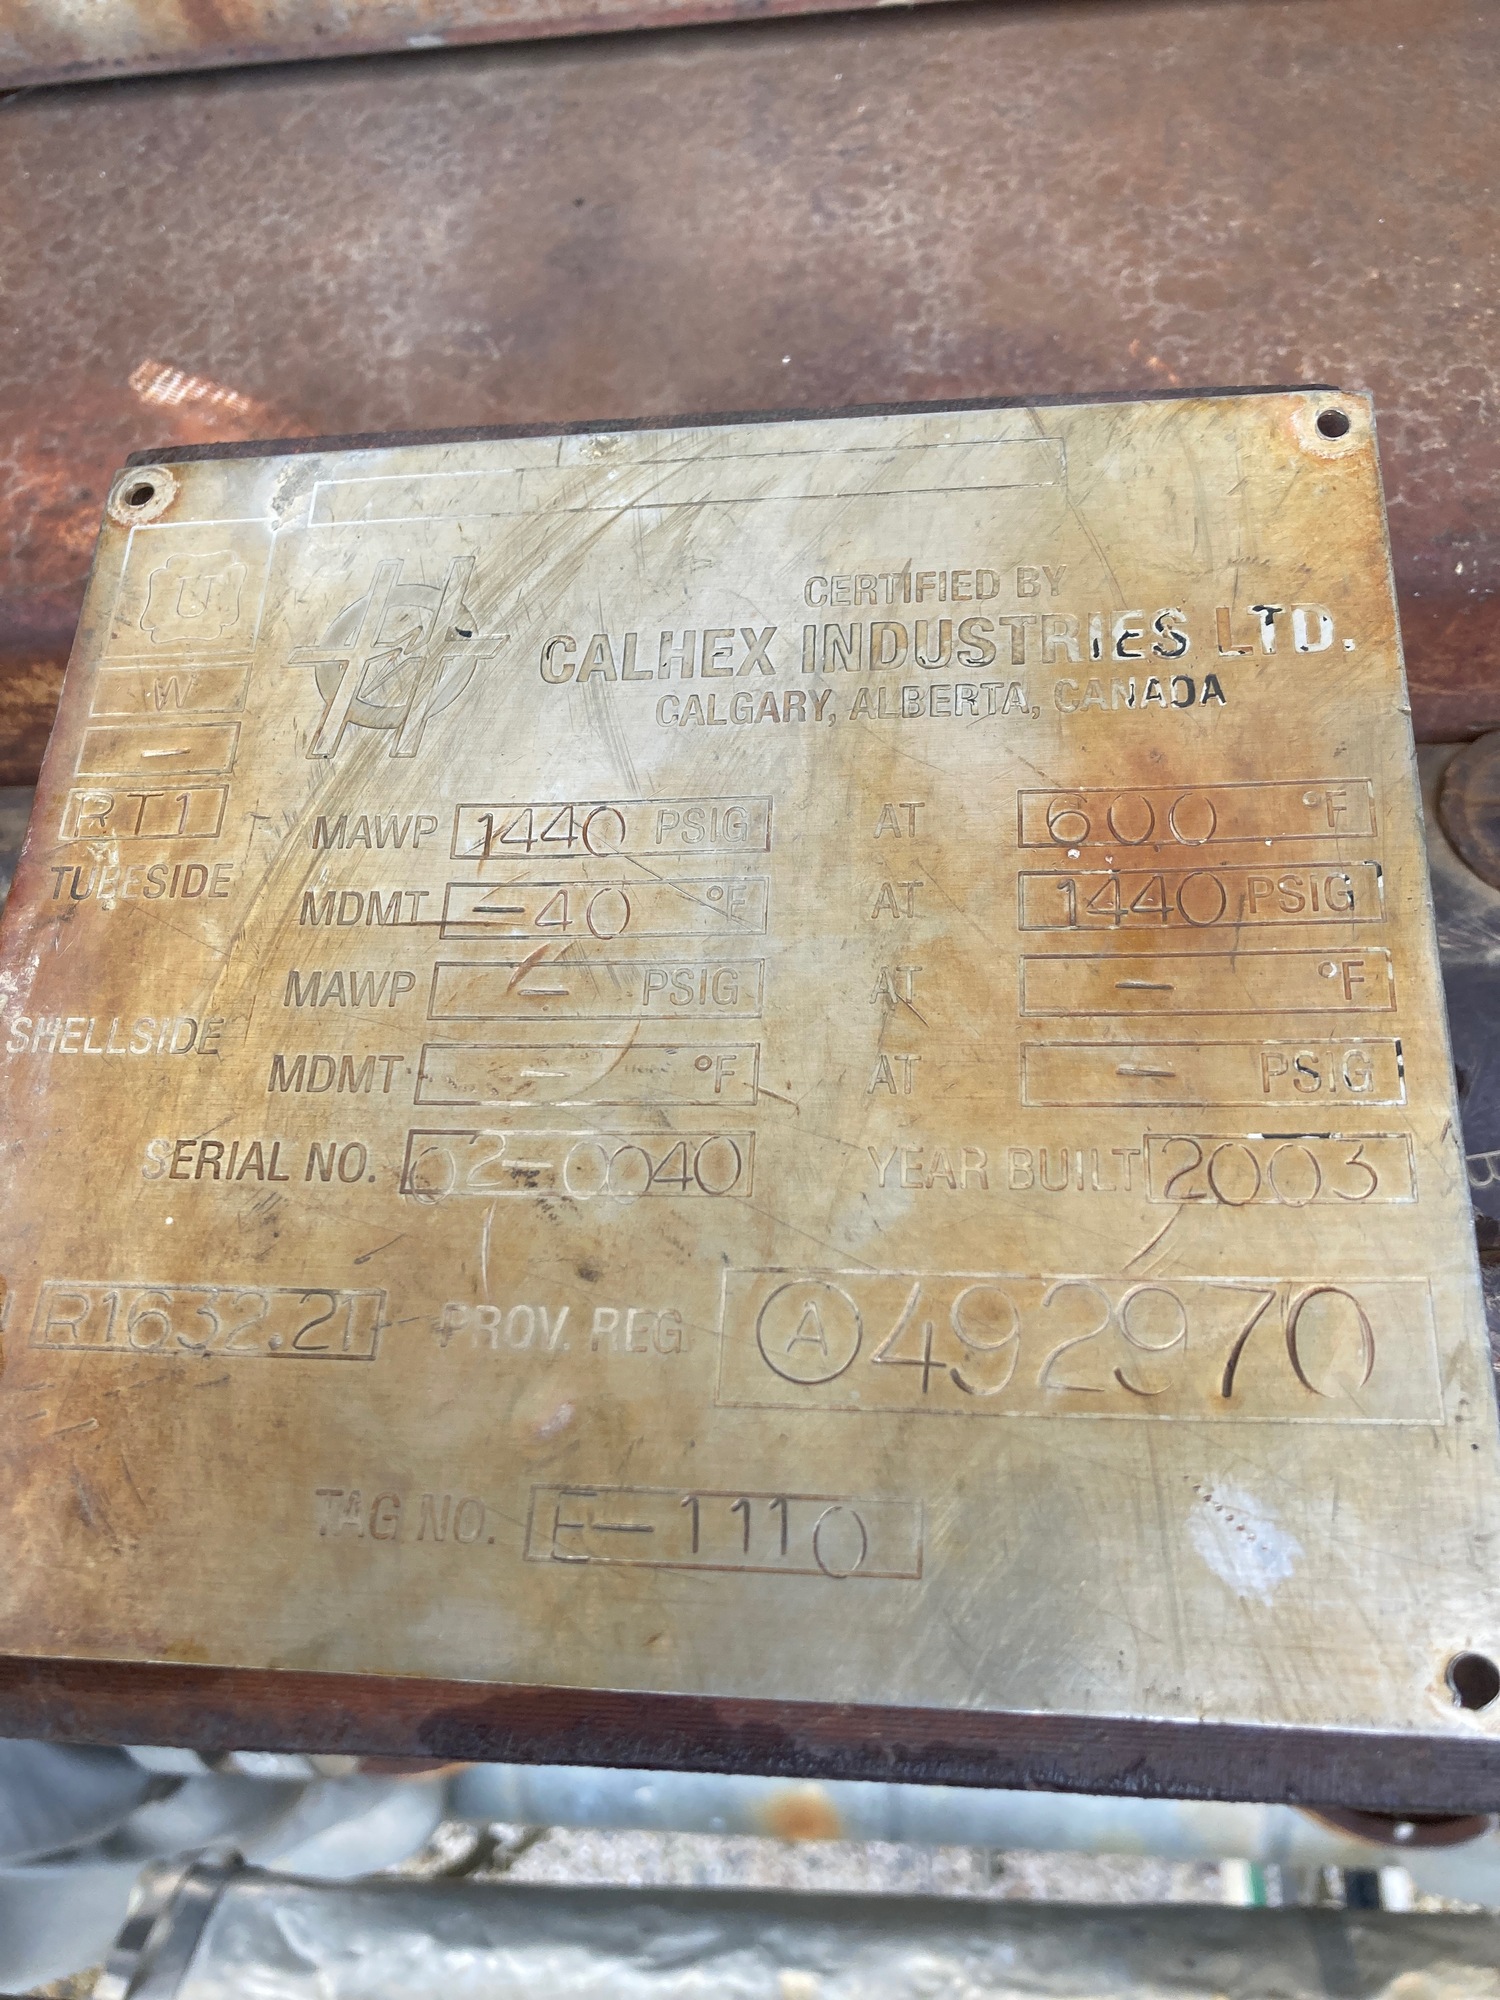 U
W
-
RT1
CERTIFIED BY
CALHEX INDUSTRIES LTD.
CALGARY, ALBERTA, CANADA
TUBESIDE
MAWP 1440 PSIG AT 600 °F
MDMT -40 °F AT 1440 PSIG
SHELLSIDE
MAWP - PSIG AT - °F
MDMT - °F AT - PSIG
SERIAL NO. 02-0040 YEAR BUILT 2003
R1632.21 PROV. REG A 492970
TAG NO. E-1110